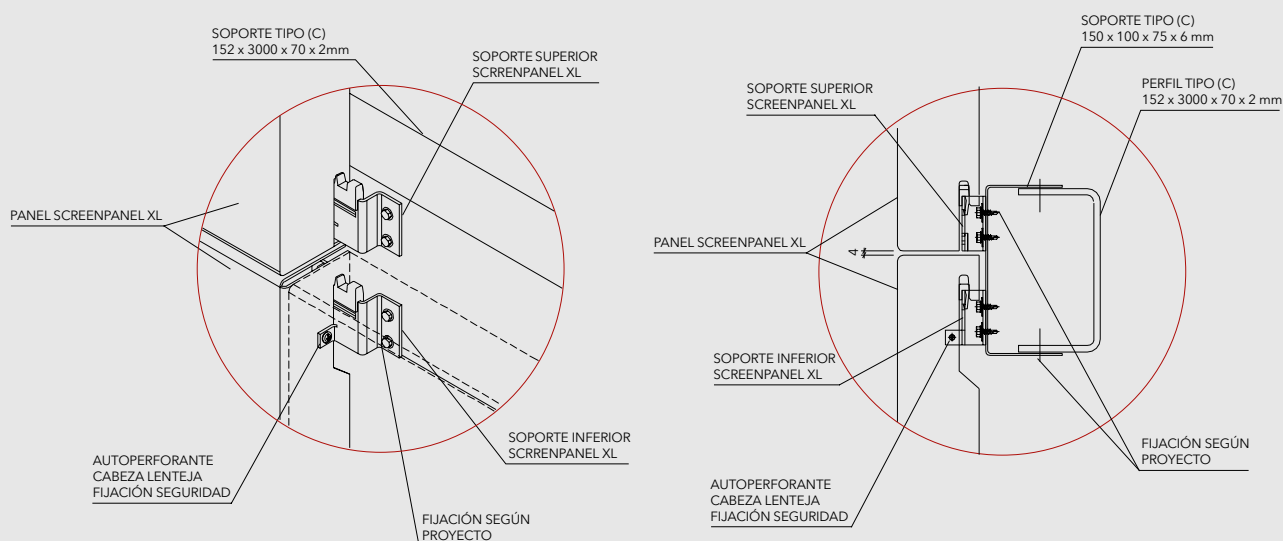 SOPORTE TIPO (C)
152 x 3000 x 70 x 2mm
SOPORTE SUPERIOR
SCRRENPANEL XL
PANEL SCREENPANEL XL
AUTOPERFORANTE
CABEZA LENTEJA
FIJACIÓN SEGURIDAD
FIJACIÓN SEGÚN
PROYECTO
SOPORTE INFERIOR
SCRRENPANEL XL
SOPORTE TIPO (C)
150 x 100 x 75 x 6 mm
SOPORTE SUPERIOR
SCREENPANEL XL
PERFIL TIPO (C)
152 x 3000 x 70 x 2 mm
PANEL SCREENPANEL XL
4
SOPORTE INFERIOR
SCREENPANEL XL
AUTOPERFORANTE
CABEZA LENTEJA
FIJACIÓN SEGURIDAD
FIJACIÓN SEGÚN
PROYECTO